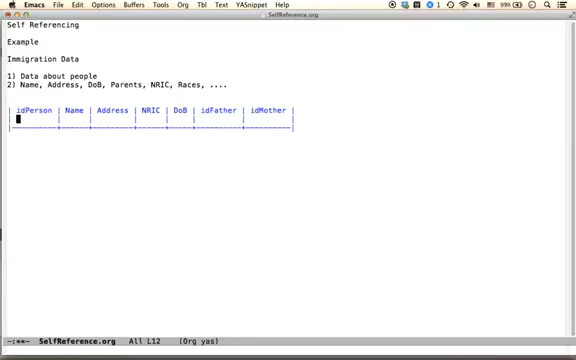 Emacs File Edit Options Buffers Tools Org Tbl Text YASnippet Help 1 99%
SelfReference.org
Self Referencing
Example
Immigration Data
1) Data about people
2) Name, Address, DoB, Parents, NRIC, Races, ....
| idPerson | Name | Address | NRIC | DoB | idFather | idMother |
-:**- SelfReference.org All L12 (Org yas)